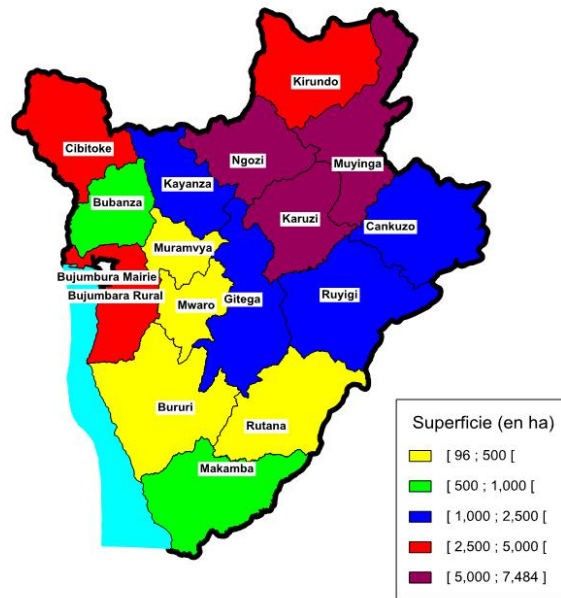 Kirundo
Cibitoke
Ngozi
Muyinga
Kayanza
Bubanza
Karuzi
Cankuzo
Muramvya
Bujumbura Mairie
Bujumbara Rural
Mwaro
Gitega
Ruyigi
Bururi
Rutana
Makamba
Superficie (en ha)
[ 96 ; 500 [
[ 500 ; 1,000 [
[ 1,000 ; 2,500 [
[ 2,500 ; 5,000 [
[ 5,000 ; 7,484 [